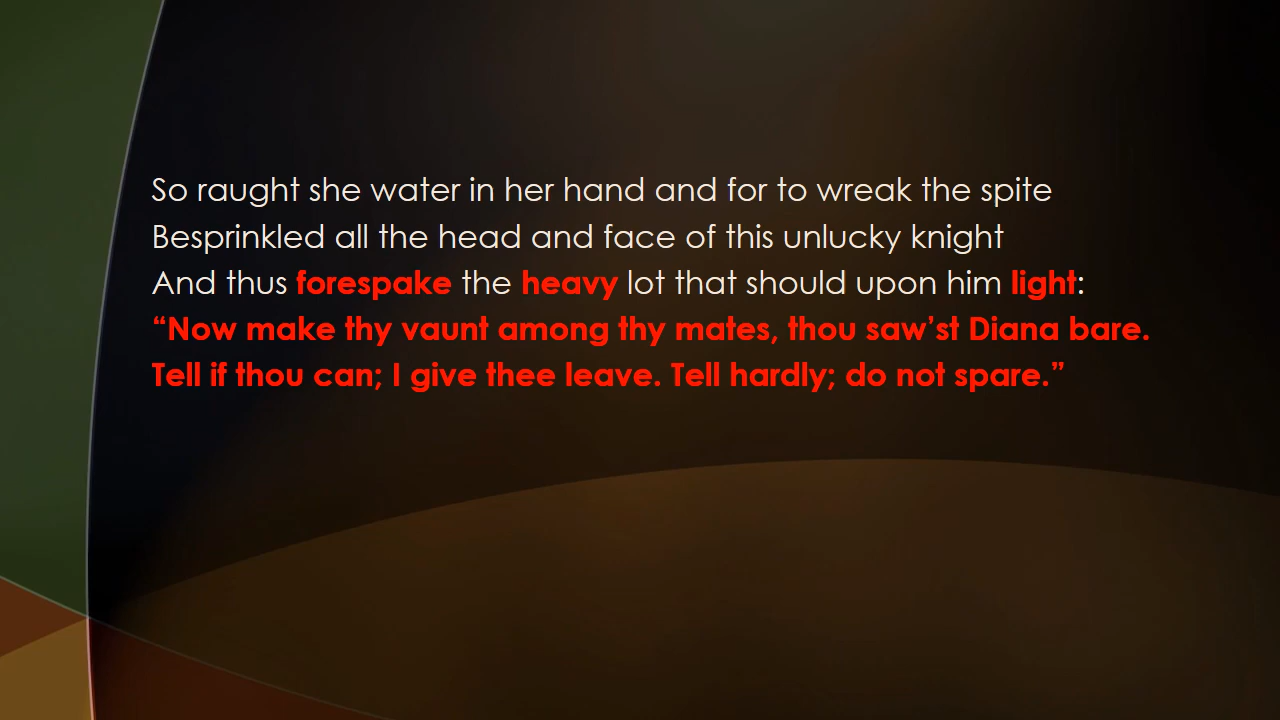 So raught she water in her hand and for to wreak the spite
Besprinkled all the head and face of this unlucky knight
And thus forespake the heavy lot that should upon him light:
“Now make thy vaunt among thy mates, thou saw’st Diana bare.
Tell if thou can; I give thee leave. Tell hardly; do not spare.”